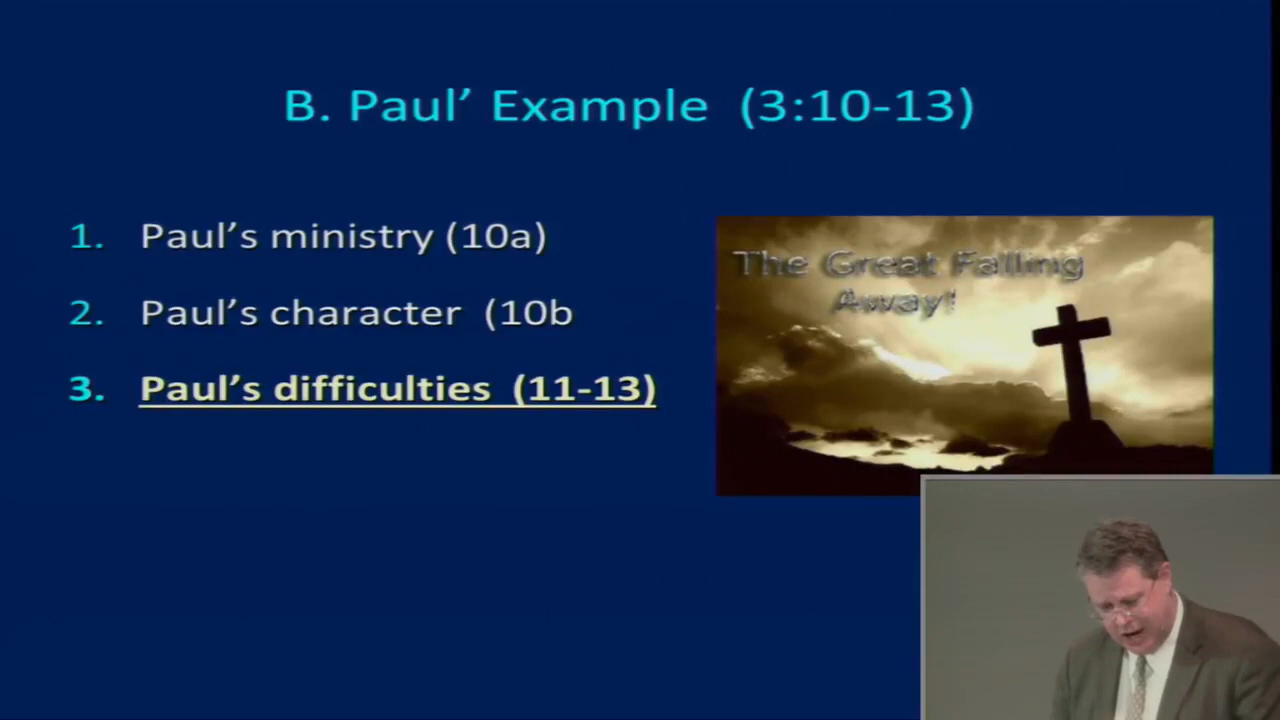 B. Paul’ Example (3:10-13)
1. Paul’s ministry (10a)
2. Paul’s character (10b
3. Paul’s difficulties (11-13)
The Great Falling
Away!